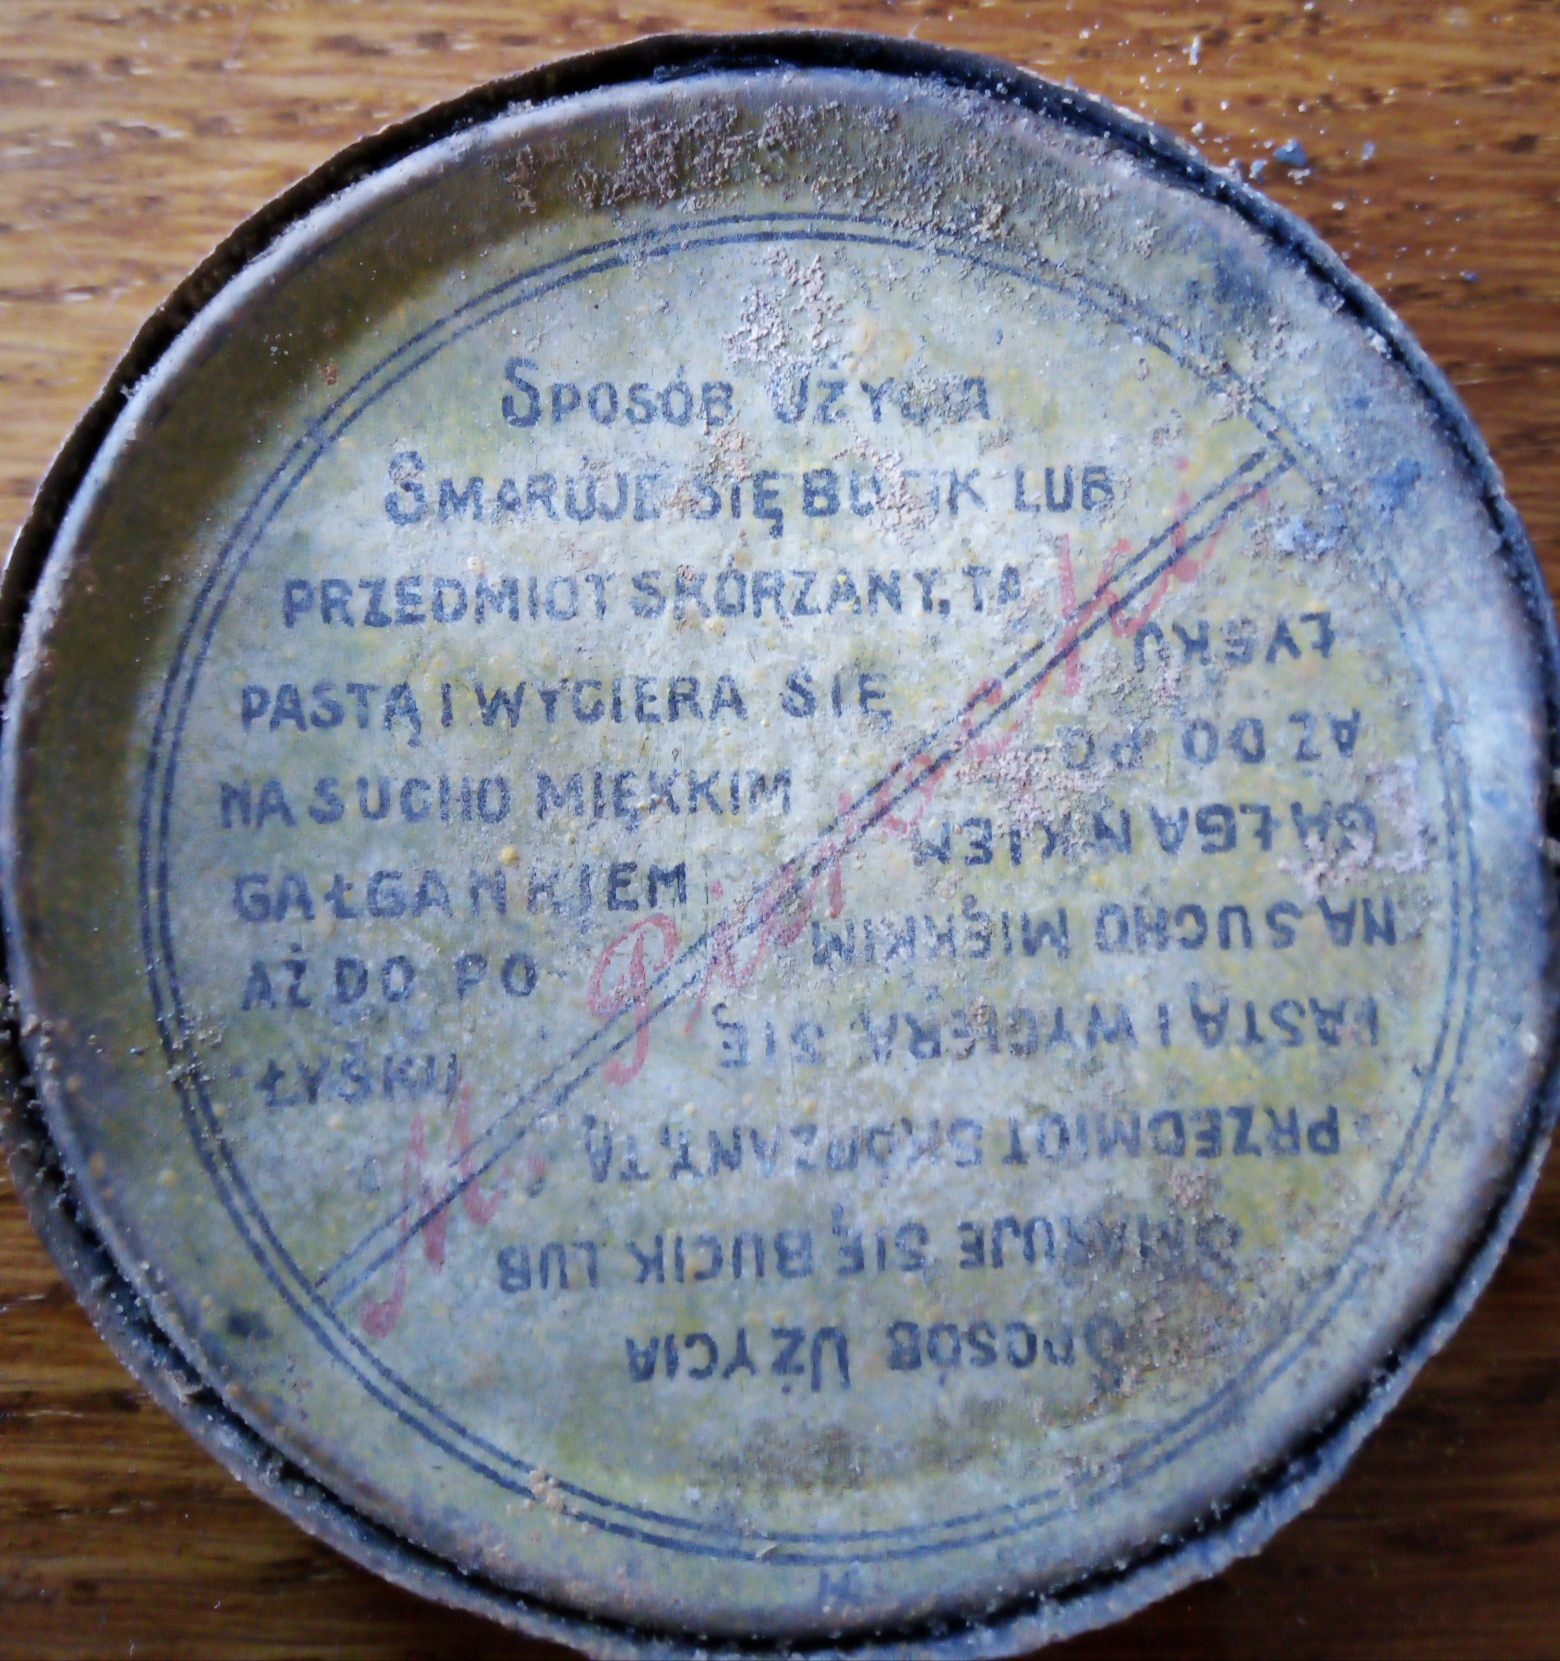 SPOSÓB UŻYCIA
SMARUJE SIĘ BUCIK LUB
PRZEDMIOT SKÓRZANY, TĄ
PASTĄ I WYCIERA SIĘ
NA SUCHO MIĘKKIM
GAŁGANKIEM
AŻ DO PO-
ŁYSKU
SPOSÓB UŻYCIA
SMARUJE SIĘ BUCIK LUB
PRZEDMIOT SKÓRZANY, TĄ
PASTĄ I WYCIERA SIĘ
NA SUCHO MIĘKKIM
GAŁGANKIEM
AŻ DO PO-
ŁYSKU